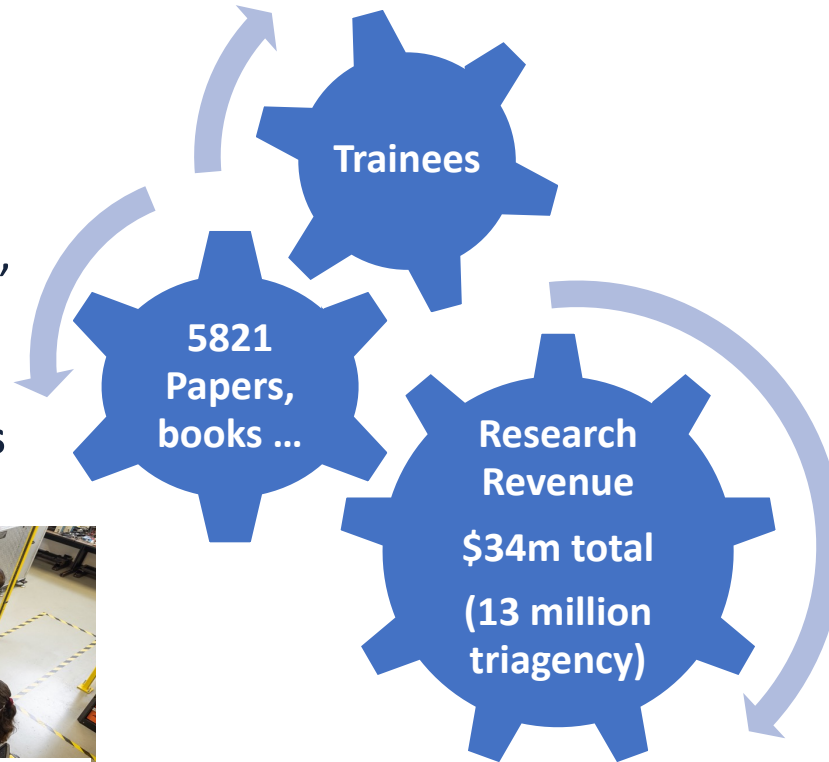 Trainees
,
5821
Papers,
books …
s
Research
Revenue
$34m total
(13 million
triagency)